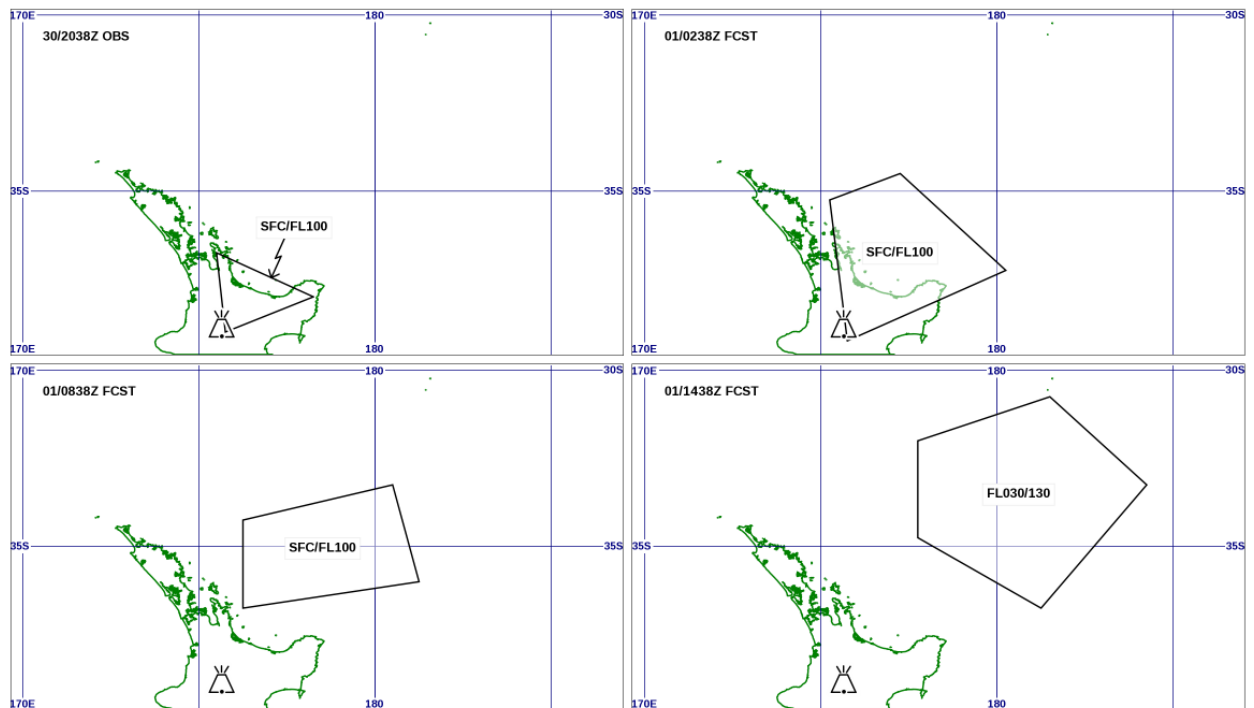 170E 180 30S
30/2038Z OBS
35S 35S
SFC/FL100
170E 180
170E 180 30S
01/0238Z FCST
35S 35S
SFC/FL100
170E 180
170E 180 30S
01/0838Z FCST
SFC/FL100
35S 35S
170E 180
170E 180 30S
01/1438Z FCST
FL030/130
35S 35S
170E 180